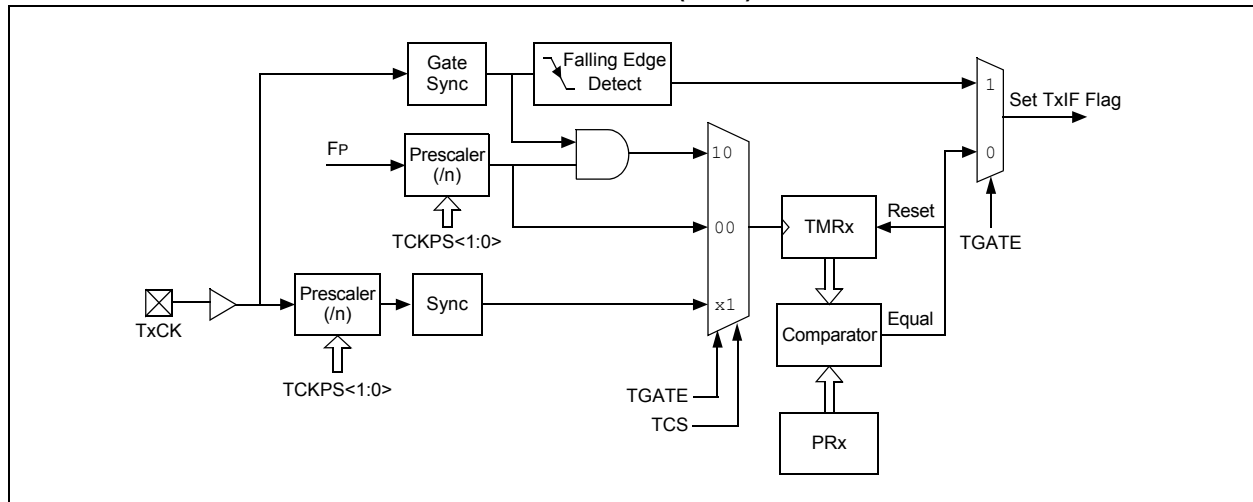 Gate
Sync
Falling Edge
Detect
1
Set TxIF Flag
0
FP
Prescaler
(/n)
10
TCKPS<1:0>
00
TMRx
Reset
TGATE
TxCK
Prescaler
(/n)
Sync
x1
Comparator
Equal
TCKPS<1:0>
TGATE
TCS
PRx